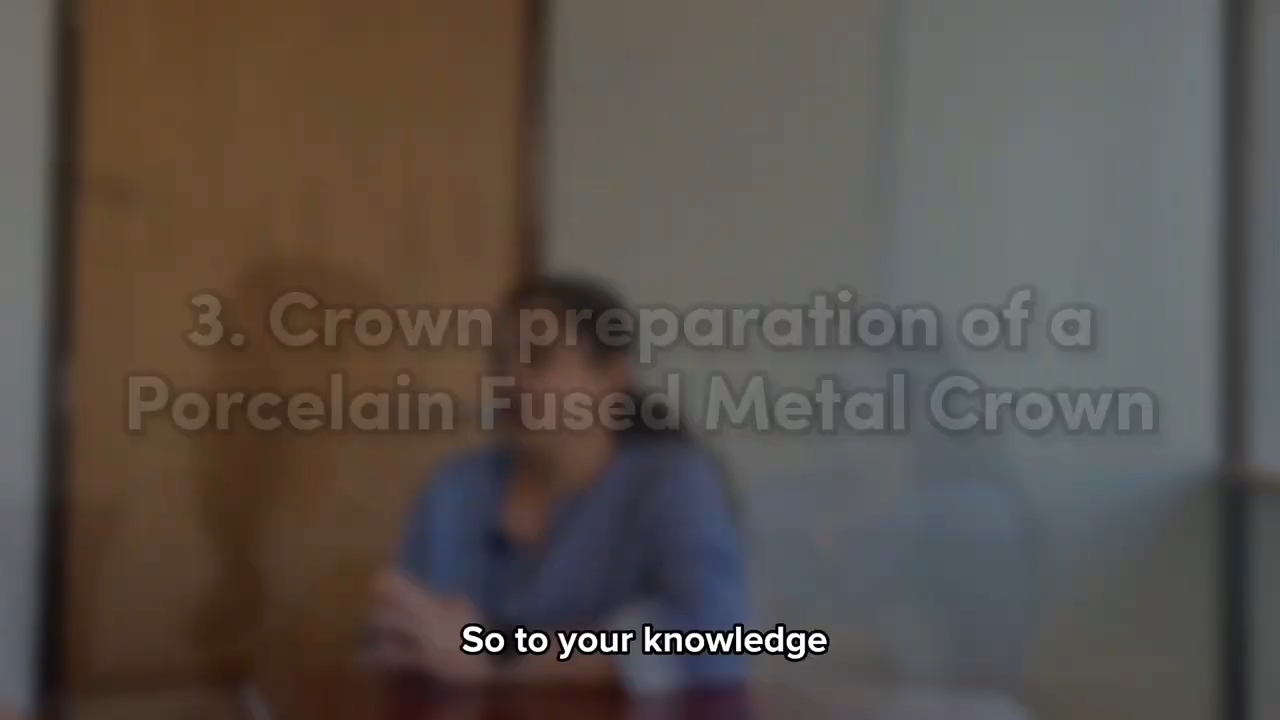 3. Crown preparation of a
Porcelain Fused Metal Crown
So to your knowledge